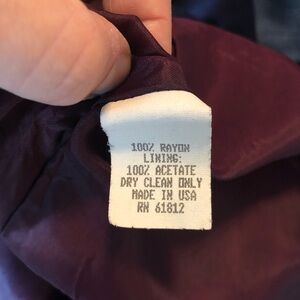 100% RAYON
LINING:
100% ACETATE
DRY CLEAN ONLY
MADE IN USA
RN 61812